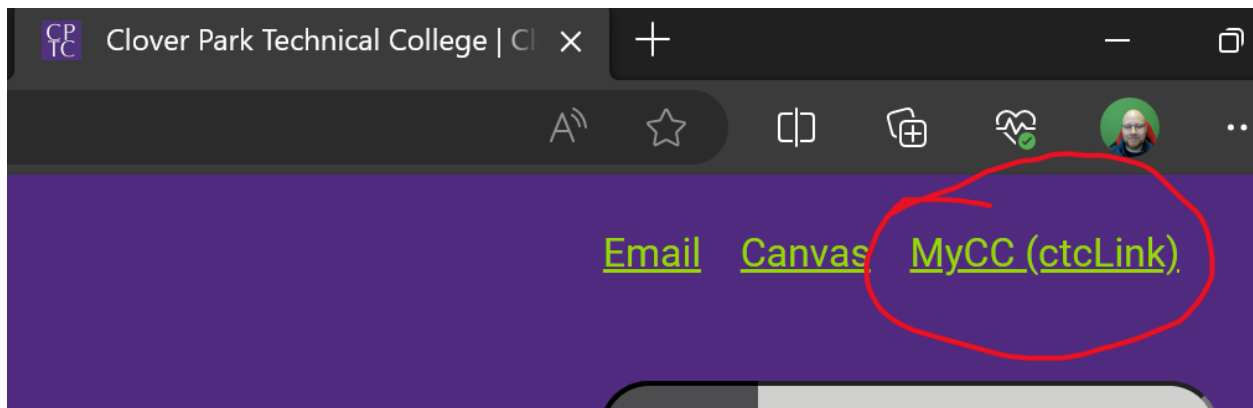 CP
TC
Clover Park Technical College | Cl
Email Canvas MyCC (ctcLink)